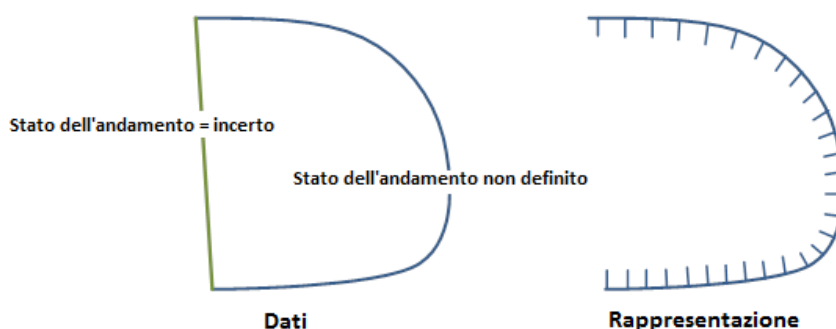 Stato dell'andamento = incerto
Stato dell'andamento non definito
Dati
Rappresentazione